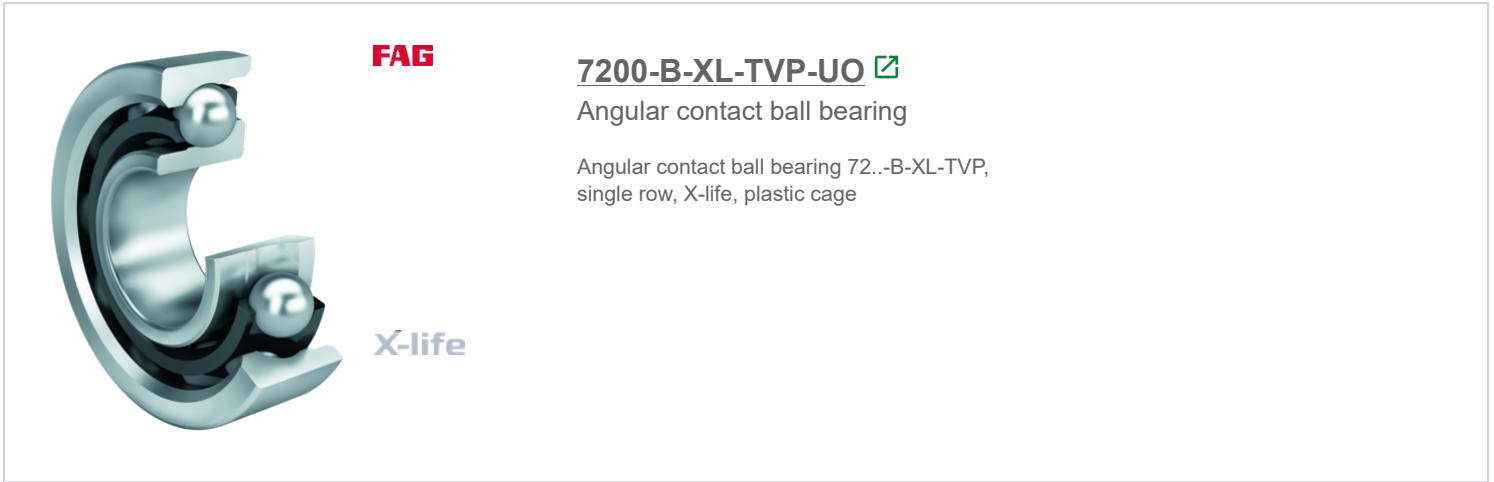 FAG
7200-B-XL-TVP-UO
Angular contact ball bearing
Angular contact ball bearing 72..-B-XL-TVP,
single row, X-life, plastic cage
X-life